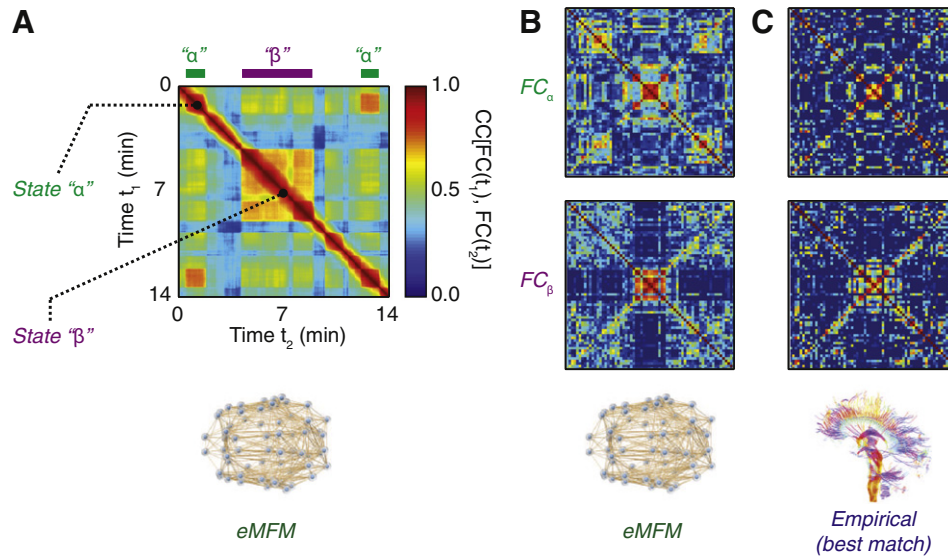 A
B
C
“α”
“β”
“α”
0
7
14
Time t1 (min)
0
7
14
Time t2 (min)
State “α”
State “β”
1.0
0.5
0.0
CC[FC(t1), FC(t2)]
FCα
FCβ
eMFM
eMFM
Empirical
(best match)